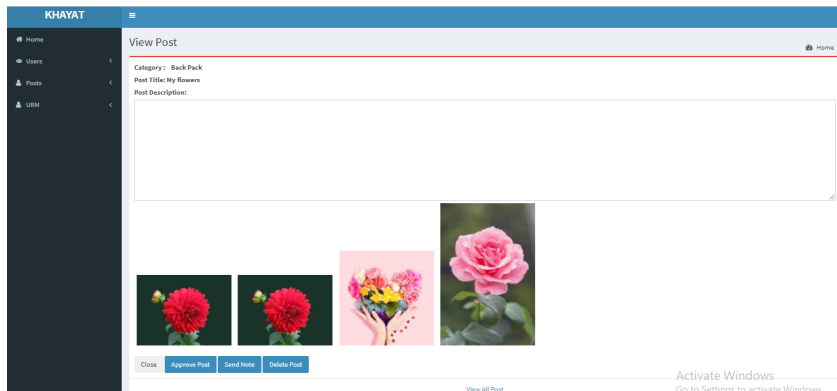 KHAYAT
Home
View Post
Home
Users
Posts
URM
Category : Back Pack
Post Title: My flowers
Post Description:
Close Approve Post Send Note Delete Post
View All Post
Activate Windows
Go to Settings to activate Windows.